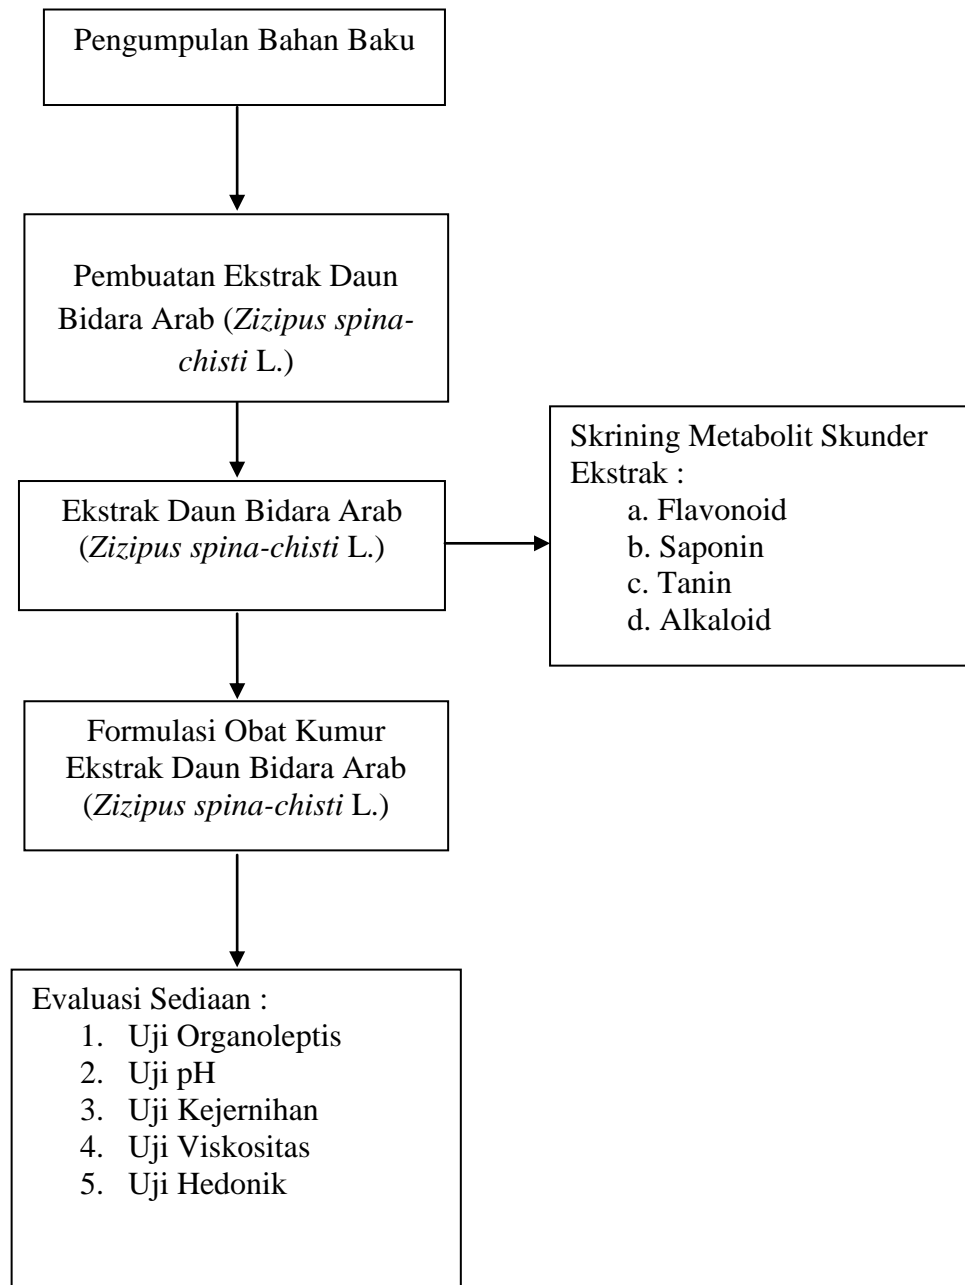 Pengumpulan Bahan Baku
Pembuatan Ekstrak Daun
Bidara Arab (Zizipus spina-
chisti L.)
Ekstrak Daun Bidara Arab
(Zizipus spina-chisti L.)
Skrining Metabolit Skunder
Ekstrak :
a. Flavonoid
b. Saponin
c. Tanin
d. Alkaloid
Formulasi Obat Kumur
Ekstrak Daun Bidara Arab
(Zizipus spina-chisti L.)
Evaluasi Sediaan :
1. Uji Organoleptis
2. Uji pH
3. Uji Kejernihan
4. Uji Viskositas
5. Uji Hedonik